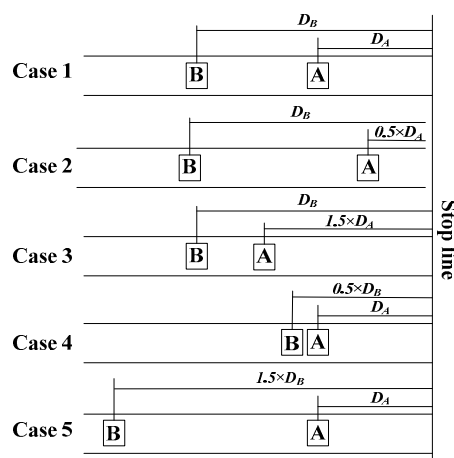 D_B
D_A
Case 1
B
A
D_B
0.5×D_A
Case 2
B
A
D_B
1.5×D_A
Case 3
B
A
0.5×D_B
D_A
Case 4
B
A
1.5×D_B
D_A
Case 5
B
A
Stop line